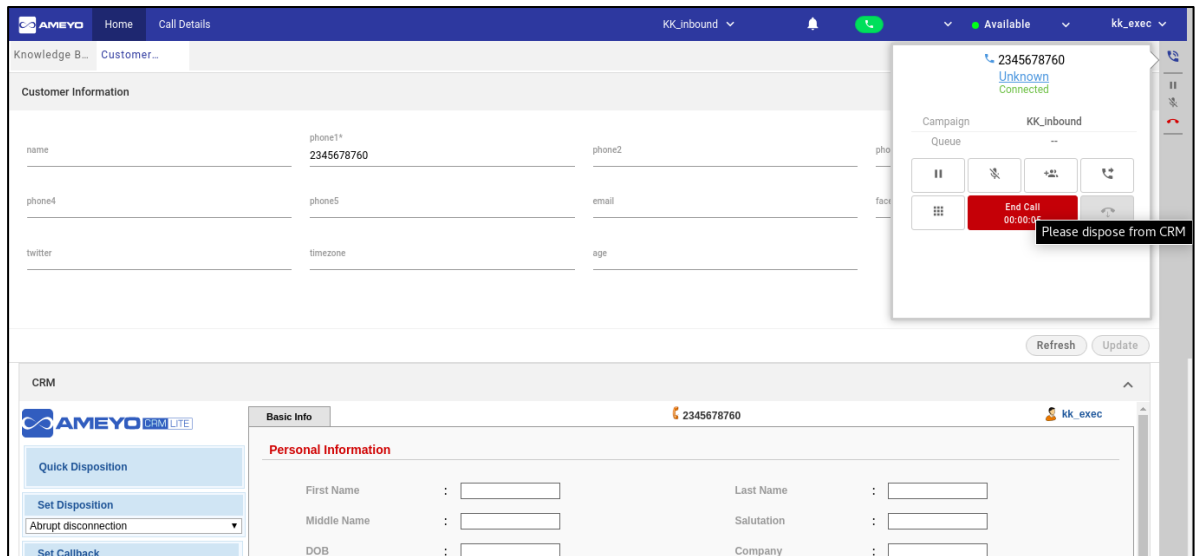 AMEYO Home Call Details KK_inbound Available kk_exec
Knowledge B... Customer...
2345678760
Unknown
Connected
Customer Information
Campaign KK_inbound
Queue --
name
phone1*
2345678760
phone2
pho
phone4
phone5
email
face
End Call
00:00:05
Please dispose from CRM
twitter
timezone
age
Refresh Update
CRM
AMEYO CRM LITE
Basic Info
2345678760
kk_exec
Personal Information
Quick Disposition
First Name :
Last Name :
Set Disposition
Abrupt disconnection
Middle Name :
Salutation :
Set Callback
DOB :
Company :